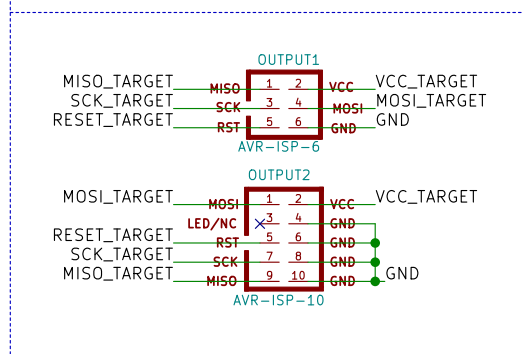 OUTPUT1
MISO_TARGET MISO 1 2 VCC VCC_TARGET
SCK_TARGET SCK 3 4 MOSI MOSI_TARGET
RESET_TARGET RST 5 6 GND GND
AVR-ISP-6
OUTPUT2
MOSI_TARGET MOSI 1 2 VCC VCC_TARGET
LED/NC 3 4 GND
RESET_TARGET RST 5 6 GND
SCK_TARGET SCK 7 8 GND
MISO_TARGET MISO 9 10 GND GND
AVR-ISP-10